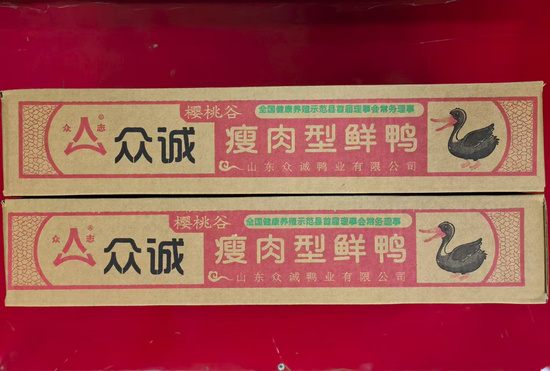 众 志®
众诚
樱桃谷
全国健康养殖示范县首届理事会常务理事
瘦肉型鲜鸭
山东众诚鸭业有限公司
众 志®
众诚
樱桃谷
全国健康养殖示范县首届理事会常务理事
瘦肉型鲜鸭
山东众诚鸭业有限公司